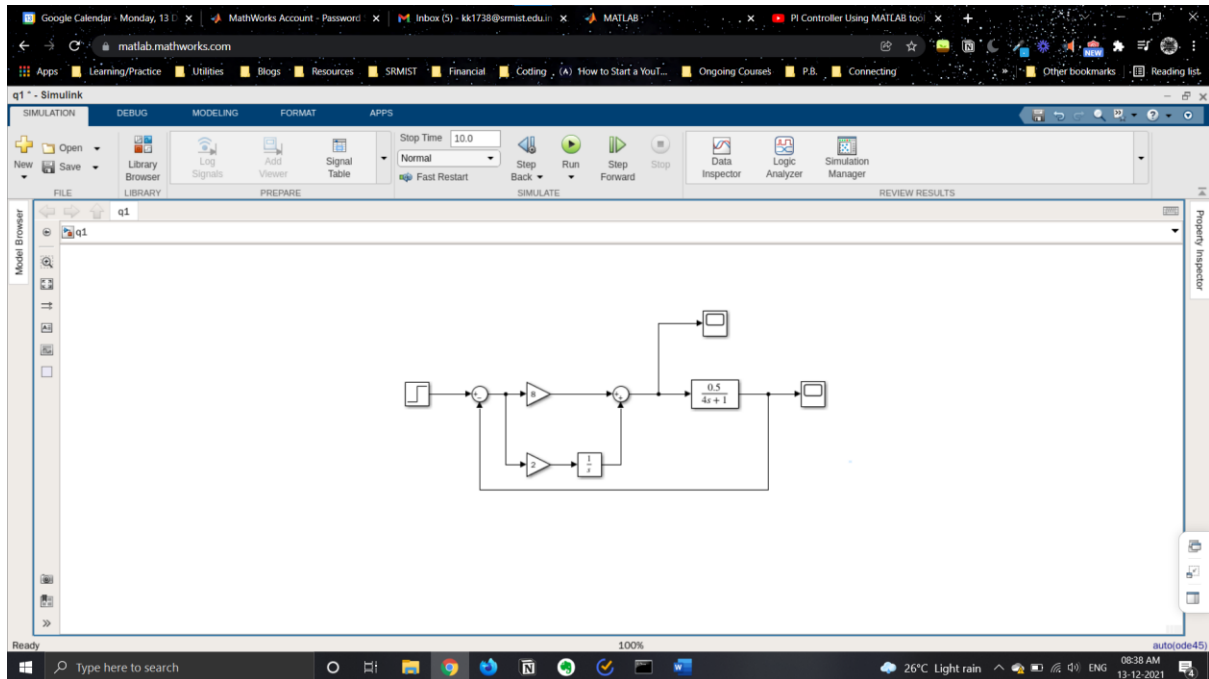 Google Calendar - Monday, 13 D
MathWorks Account - Password
Inbox (5) - kk1738@srmist.edu.in
MATLAB
PI Controller Using MATLAB tool
matlab.mathworks.com
NEW
Apps Learning/Practice Utilities Blogs Resources SRMIST Financial Coding (A) How to Start a YouT... Ongoing Courses P.B. Connecting » Other bookmarks Reading list
q1 * - Simulink
SIMULATION DEBUG MODELING FORMAT APPS
New
Open
Save
FILE
Library Browser
LIBRARY
Log Signals
Add Viewer
Signal Table
PREPARE
Stop Time 10.0
Normal
Fast Restart
Step Back
Run
Step Forward
Stop
SIMULATE
Data Inspector
Logic Analyzer
Simulation Manager
REVIEW RESULTS
Model Browser
q1
q1
Property Inspector
8
0.5
4s + 1
2
1
s
Ready 100% auto(ode45)
Type here to search
26°C Light rain ENG
08:38 AM
13-12-2021
4